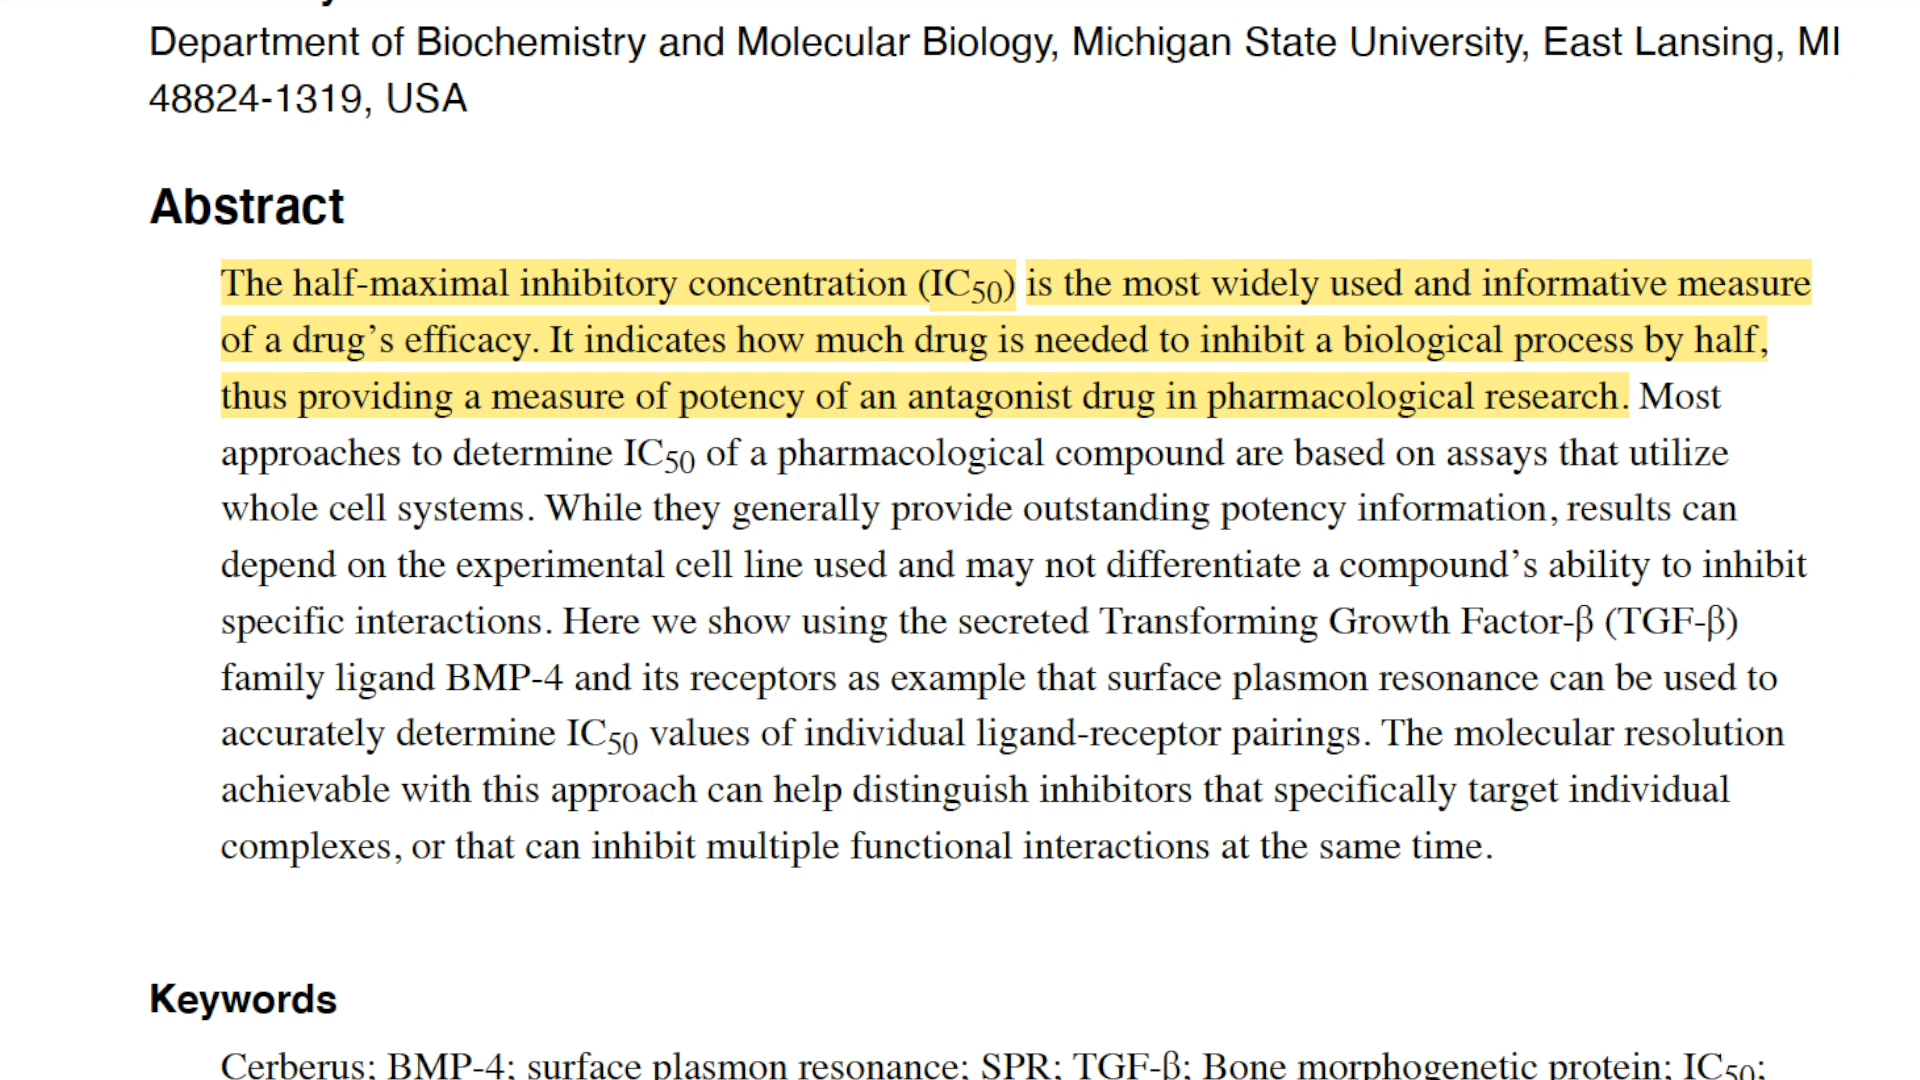 Department of Biochemistry and Molecular Biology, Michigan State University, East Lansing, MI
48824-1319, USA
Abstract
The half-maximal inhibitory concentration (IC50) is the most widely used and informative measure
of a drug’s efficacy. It indicates how much drug is needed to inhibit a biological process by half,
thus providing a measure of potency of an antagonist drug in pharmacological research. Most
approaches to determine IC50 of a pharmacological compound are based on assays that utilize
whole cell systems. While they generally provide outstanding potency information, results can
depend on the experimental cell line used and may not differentiate a compound’s ability to inhibit
specific interactions. Here we show using the secreted Transforming Growth Factor-β (TGF-β)
family ligand BMP-4 and its receptors as example that surface plasmon resonance can be used to
accurately determine IC50 values of individual ligand-receptor pairings. The molecular resolution
achievable with this approach can help distinguish inhibitors that specifically target individual
complexes, or that can inhibit multiple functional interactions at the same time.
Keywords
Cerberus; BMP-4; surface plasmon resonance; SPR; TGF-β; Bone morphogenetic protein; IC50;